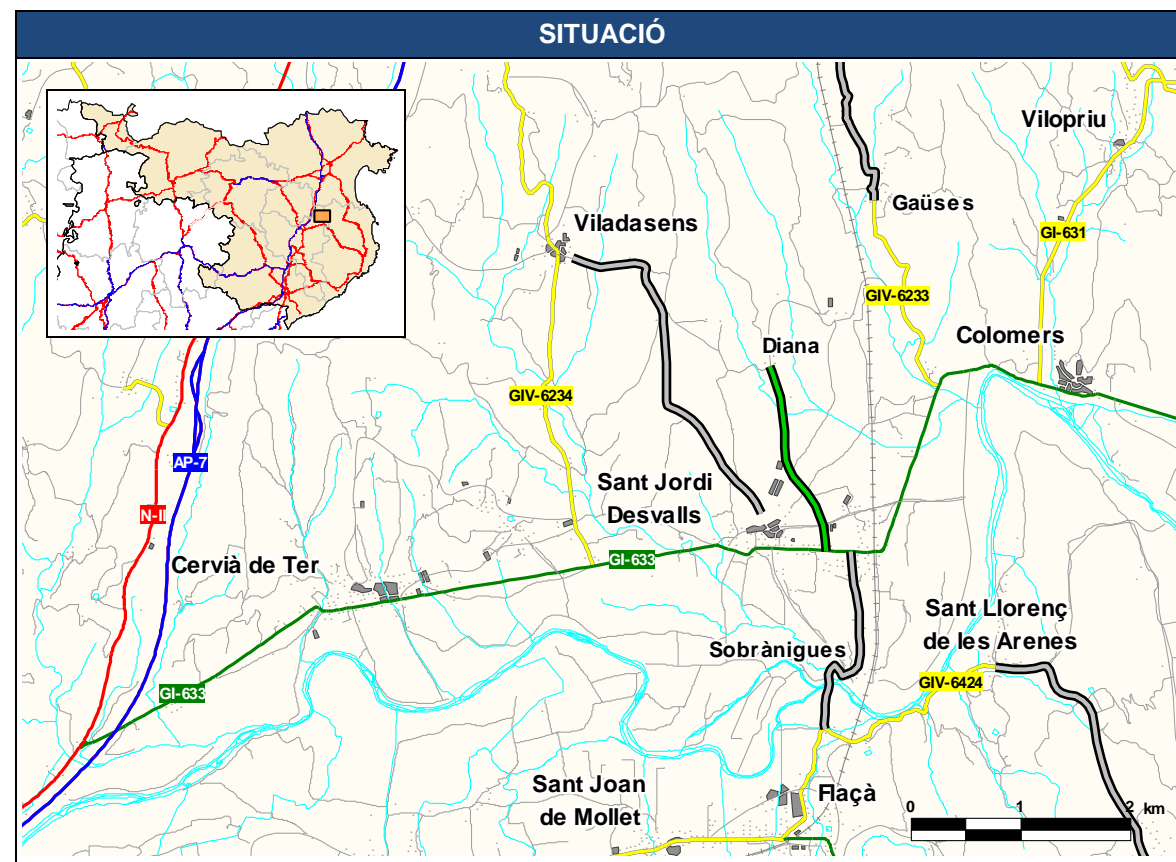 SITUACIÓ
Vilopriu
Gaüses
Viladasens
GI-631
GIV-6233
Colomers
Diana
GIV-6234
AP-7
Sant Jordi
Desvalls
N-II
GI-633
Cervià de Ter
Sant Llorenç
de les Arenes
Sobrànigues
GIV-6424
GI-633
Sant Joan
de Mollet
Flaçà
0 1 2 km